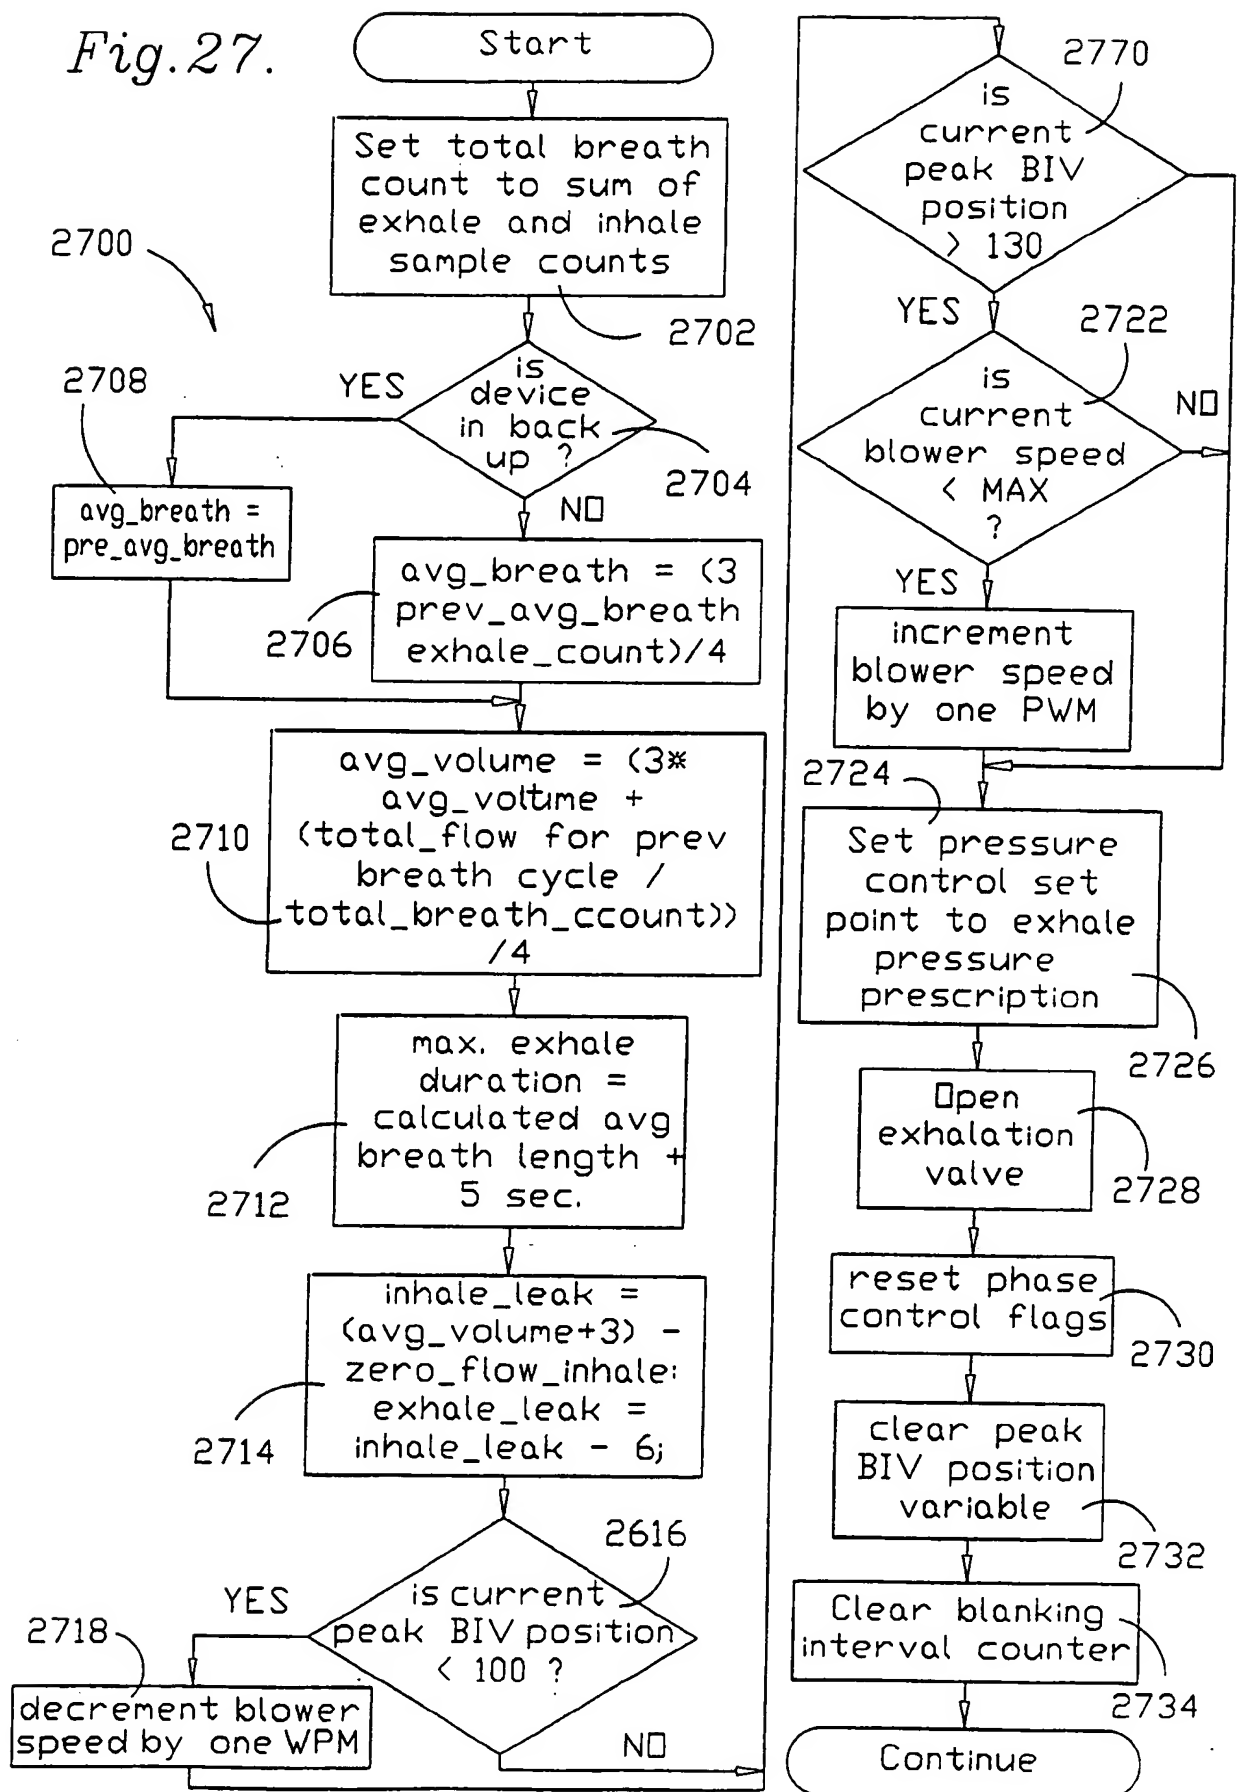 Fig.27.
Start
Set total breath
count to sum of
exhale and inhale
sample counts
2700
2702
is
device
in back
up ?
2704
YES
NO
2708
avg_breath =
pre_avg_breath
avg_breath = (3
prev_avg_breath
exhale_count)/4
2706
avg_volume = (3*
avg_voltime +
(total_flow for prev
breath cycle /
total_breath_ccount))
/4
2710
max. exhale
duration =
calculated avg
breath length +
5 sec.
2712
inhale_leak =
(avg_volume+3) -
zero_flow_inhale:
exhale_leak =
inhale_leak - 6;
2714
is current
peak BIV position
< 100 ?
2616
YES
NO
2718
decrement blower
speed by one WPM
is
current
peak BIV
position
> 130
2770
YES
is
current
blower speed
< MAX
?
2722
NO
YES
increment
blower speed
by one PWM
2724
Set pressure
control set
point to exhale
pressure
prescription
2726
Open
exhalation
valve
2728
reset phase
control flags
2730
clear peak
BIV position
variable
2732
Clear blanking
interval counter
2734
Continue